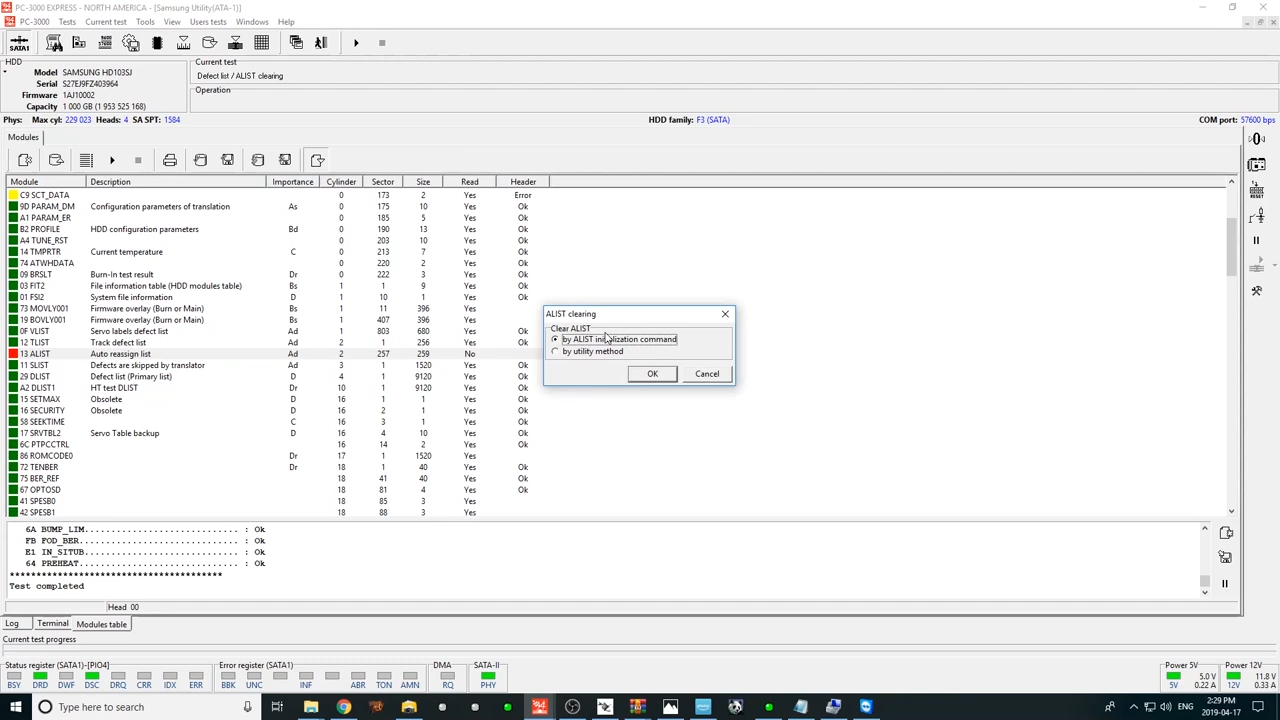 PC-3000 EXPRESS - NORTH AMERICA - [Samsung Utility(ATA-1)]
PC-3000 Tests Current test Tools View Users tests Windows Help
SATA1
HDD
Model SAMSUNG HD103SJ
Serial S27EJ9FZ403964
Firmware 1AJ10002
Capacity 1 000 GB (1 953 525 168)
Current test
Defect list / ALIST clearing
Operation
Phys: Max cyl: 229 023 Heads: 4 SA SPT: 1584 HDD family: F3 (SATA) COM port: 57600 bps
Modules
Module Description Importance Cylinder Sector Size Read Header
C9 SCT_DATA 0 173 2 Yes Error
9D PARAM_DM Configuration parameters of translation As 0 175 10 Yes Ok
A1 PARAM_ER 0 185 5 Yes Ok
B2 PROFILE HDD configuration parameters Bd 0 190 13 Yes Ok
A4 TUNE_RST 0 203 10 Yes Ok
14 TMPRTR Current temperature C 0 213 7 Yes Ok
74 ATWHDATA 0 220 2 Yes Ok
09 BRSLT Burn-In test result Dr 0 222 3 Yes Ok
03 FIT2 File information table (HDD modules table) Bs 1 1 9 Yes Ok
01 FSI2 System file information D 1 10 1 Yes Ok
73 MOVLY001 Firmware overlay (Burn or Main) Bs 1 11 396 Yes
19 BOVLY001 Firmware overlay (Burn or Main) Bs 1 407 396 Yes
0F VLIST Servo labels defect list Ad 1 803 680 Yes Ok
12 TLIST Track defect list Ad 2 1 256 Yes Ok
13 ALIST Auto reassign list Ad 2 257 259 No
11 SLIST Defects are skipped by translator Ad 3 1 1520 Yes Ok
29 DLIST Defect list (Primary list) D 4 1 9120 Yes Ok
A2 DLIST1 HT test DLIST Dr 10 1 9120 Yes Ok
15 SETMAX Obsolete D 16 1 1 Yes Ok
16 SECURITY Obsolete D 16 2 1 Yes Ok
58 SEEKTIME C 16 3 1 Yes Ok
17 SRVTBL2 Servo Table backup D 16 4 10 Yes Ok
6C PTPCCTRL 16 14 2 Yes Ok
86 ROMCODE0 Dr 17 1 1520 Yes
72 TENBER Dr 18 1 40 Yes Ok
75 BER_REF 18 41 40 Yes Ok
67 OPTOSD 18 81 4 Yes Ok
41 SPESB0 18 85 3 Yes
42 SPESB1 18 88 3 Yes
ALIST clearing
Clear ALIST
by ALIST initialization command
by utility method
OK Cancel
6A BUMP_LIM............................ : Ok
FB FOD_BER............................. : Ok
E1 IN_SITUB............................ : Ok
64 PREHEAT............................. : Ok
****************************************
Test completed
Head 00
Log Terminal Modules table
Current test progress
Status register (SATA1)-[PIO4] Error register (SATA1) DMA SATA-II Power 5V Power 12V
BSY DRD DWF DSC DRQ CRR IDX ERR BBK UNC INF ABR TON AMN RQ PHY
5V 5.0 V 0.22 A 12V 11.8 V 0.33 A
Type here to search
2:29 PM
2019-04-17